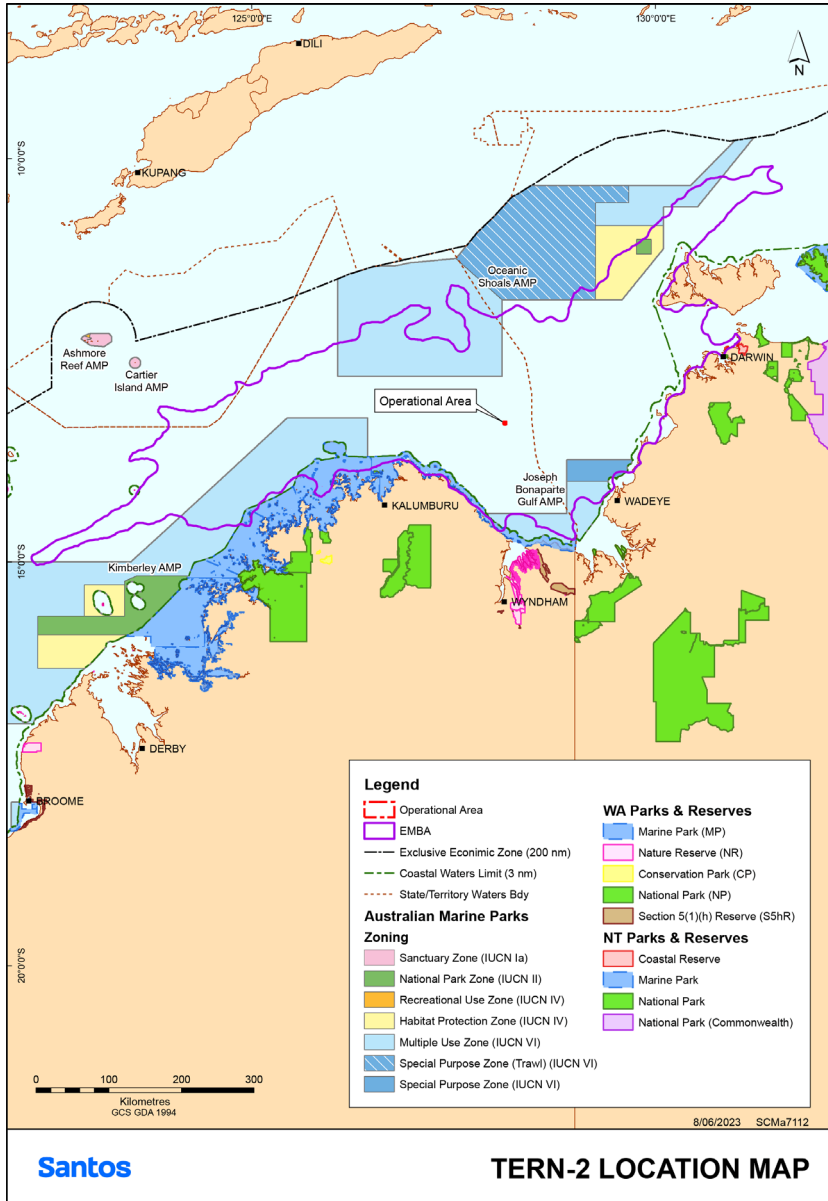 125°0'0"E
130°0'0"E
DILI
N
10°0'0"S
KUPANG
Oceanic
Shoals AMP
Ashmore
Reef AMP
Cartier
Island AMP
DARWIN
Operational Area
Joseph
Bonaparte
Gulf AMP.
WADEYE
KALUMBURU
15°0'0"S
Kimberley AMP
WYNDHAM
DERBY
BROOME
Legend
Operational Area
EMBA
Exclusive Econimic Zone (200 nm)
Coastal Waters Limit (3 nm)
State/Territory Waters Bdy
Australian Marine Parks
Zoning
Sanctuary Zone (IUCN Ia)
National Park Zone (IUCN II)
Recreational Use Zone (IUCN IV)
Habitat Protection Zone (IUCN IV)
Multiple Use Zone (IUCN VI)
Special Purpose Zone (Trawl) (IUCN VI)
Special Purpose Zone (IUCN VI)
WA Parks & Reserves
Marine Park (MP)
Nature Reserve (NR)
Conservation Park (CP)
National Park (NP)
Section 5(1)(h) Reserve (S5hR)
NT Parks & Reserves
Coastal Reserve
Marine Park
National Park
National Park (Commonwealth)
20°0'0"S
0 100 200 300
Kilometres
GCS GDA 1994
8/06/2023 SCMa7112
Santos
TERN-2 LOCATION MAP